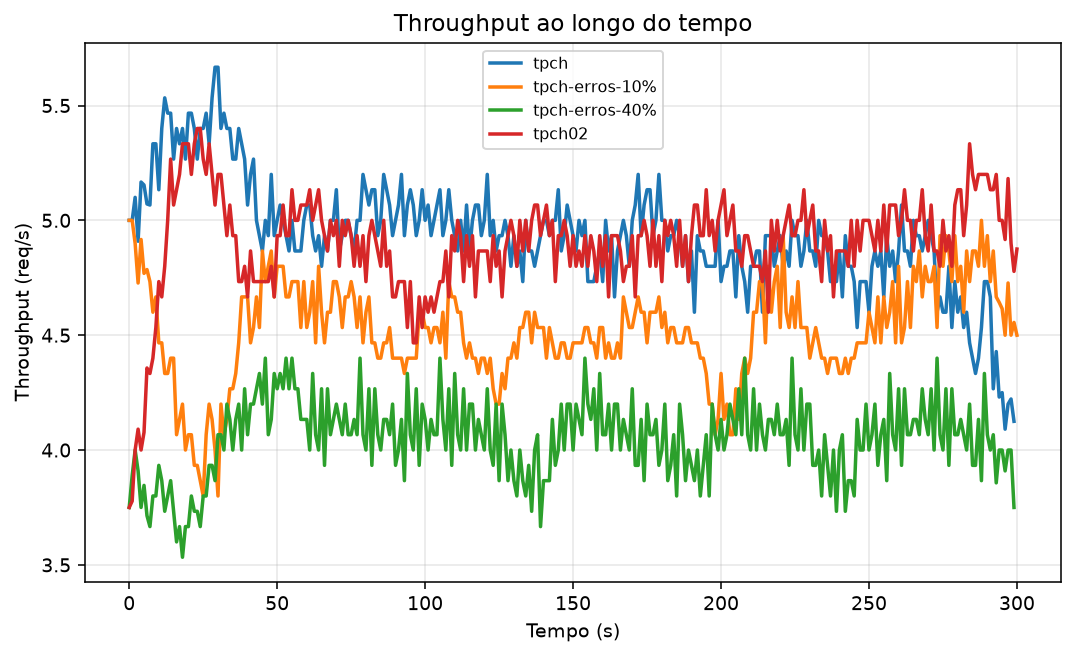 Throughput ao longo do tempo
tpch
tpch-erros-10%
tpch-erros-40%
tpch02
Throughput (req/s)
5.5
5.0
4.5
4.0
3.5
0 50 100 150 200 250 300
Tempo (s)